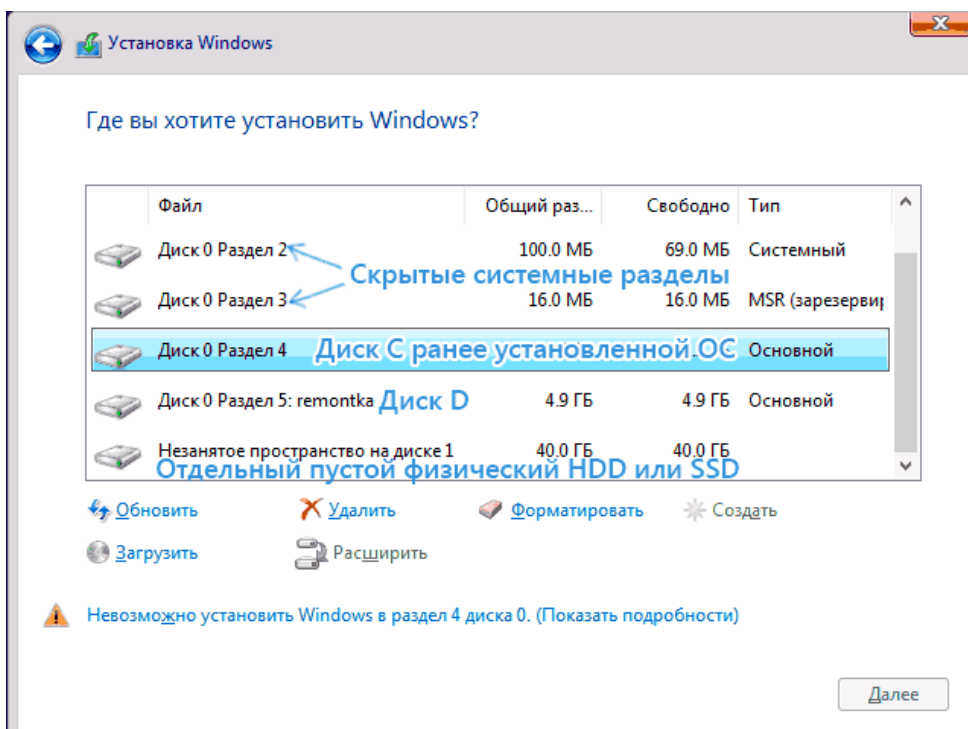 Установка Windows
Где вы хотите установить Windows?
Файл Общий раз... Свободно Тип
Диск 0 Раздел 2 100.0 МБ 69.0 МБ Системный
Скрытые системные разделы
Диск 0 Раздел 3 16.0 МБ 16.0 МБ MSR (зарезервир
Диск 0 Раздел 4 Диск C ранее установленной ОС Основной
Диск 0 Раздел 5: remontka Диск D 4.9 ГБ 4.9 ГБ Основной
Незанятое пространство на диске 1 40.0 ГБ 40.0 ГБ
Отдельный пустой физический HDD или SSD
Обновить Удалить Форматировать Создать
Загрузить Расширить
Невозможно установить Windows в раздел 4 диска 0. (Показать подробности)
Далее